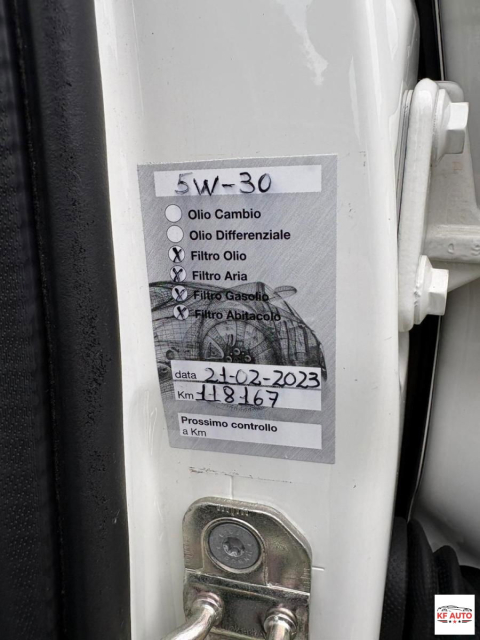 5W-30
Olio Cambio
Olio Differenziale
X Filtro Olio
X Filtro Aria
X Filtro Gasolio
X Filtro Abitacolo
data 21-02-2023
Km 118167
Prossimo controllo
a Km
KF AUTO